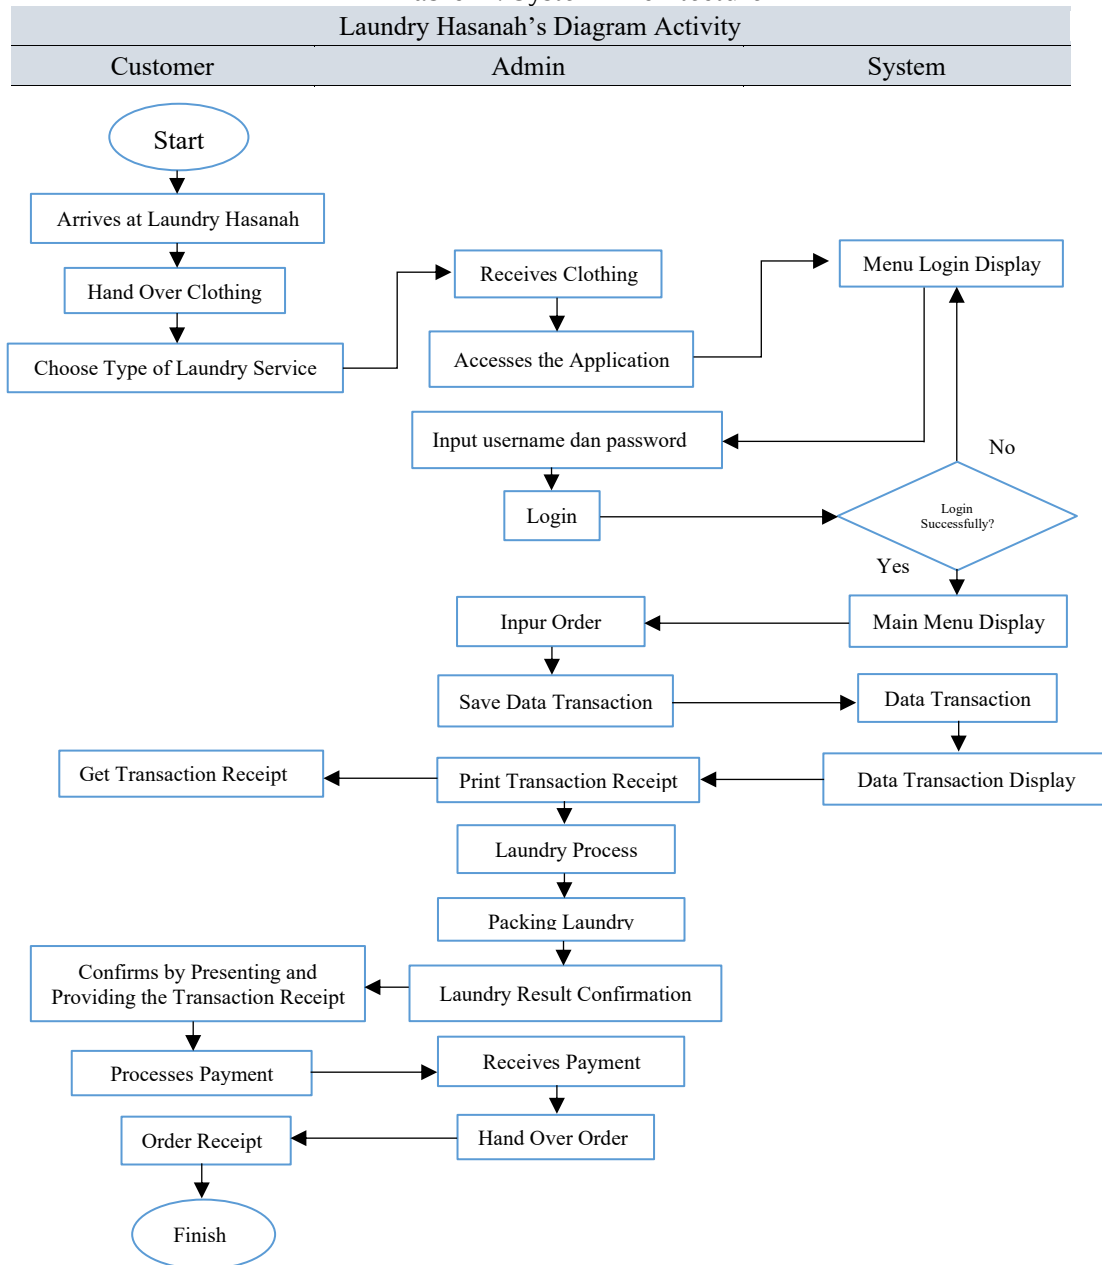 Laundry Hasanah’s Diagram Activity
Customer
Admin
System
Start
Arrives at Laundry Hasanah
Hand Over Clothing
Choose Type of Laundry Service
Receives Clothing
Accesses the Application
Menu Login Display
Input username dan password
Login
No
Login
Successfully?
Yes
Main Menu Display
Inpur Order
Save Data Transaction
Data Transaction
Data Transaction Display
Print Transaction Receipt
Get Transaction Receipt
Laundry Process
Packing Laundry
Laundry Result Confirmation
Confirms by Presenting and
Providing the Transaction Receipt
Processes Payment
Receives Payment
Hand Over Order
Order Receipt
Finish